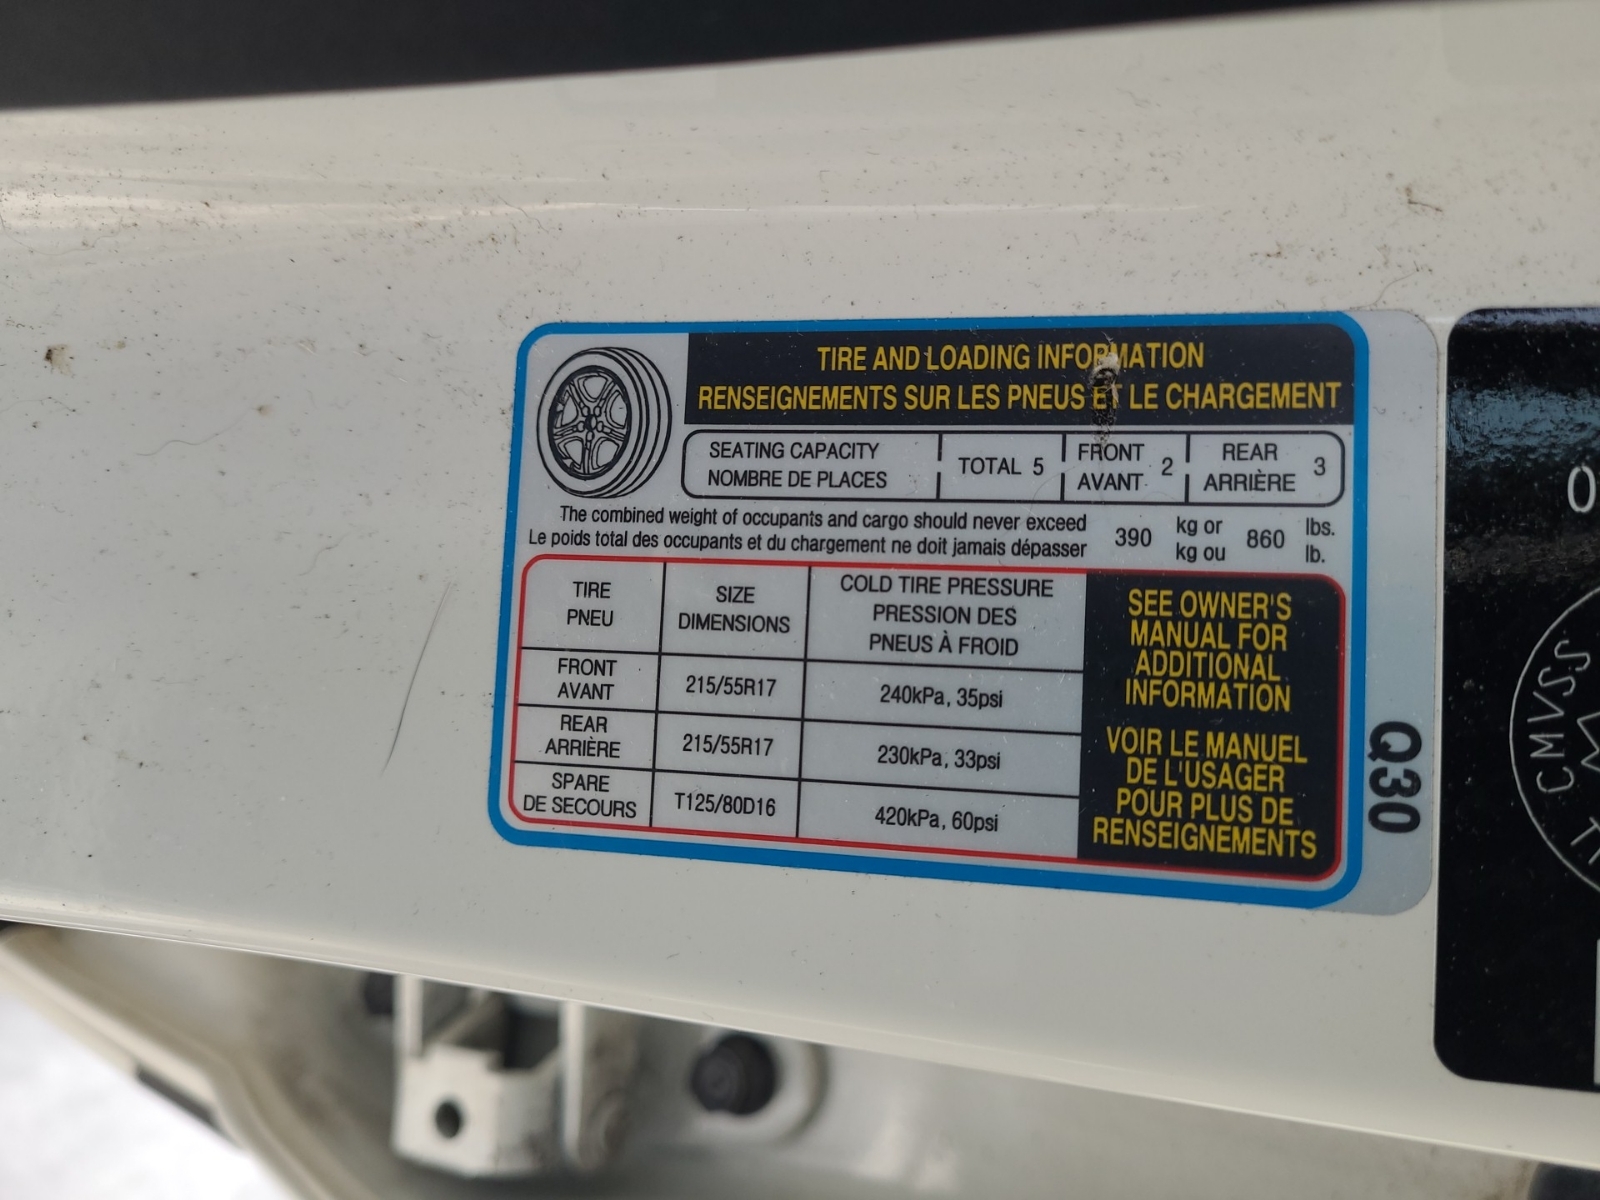 TIRE AND LOADING INFORMATION
RENSEIGNEMENTS SUR LES PNEUS ET LE CHARGEMENT
SEATING CAPACITY
NOMBRE DE PLACES
TOTAL 5
FRONT
AVANT 2
REAR
ARRIÈRE 3
The combined weight of occupants and cargo should never exceed
Le poids total des occupants et du chargement ne doit jamais dépasser
390 kg or
kg ou
860 lbs.
lb.
TIRE
PNEU
SIZE
DIMENSIONS
COLD TIRE PRESSURE
PRESSION DES
PNEUS À FROID
FRONT
AVANT
215/55R17
240kPa, 35psi
REAR
ARRIÈRE
215/55R17
230kPa, 33psi
SPARE
DE SECOURS
T125/80D16
420kPa, 60psi
SEE OWNER'S
MANUAL FOR
ADDITIONAL
INFORMATION
VOIR LE MANUEL
DE L'USAGER
POUR PLUS DE
RENSEIGNEMENTS
Q30
CMVSS